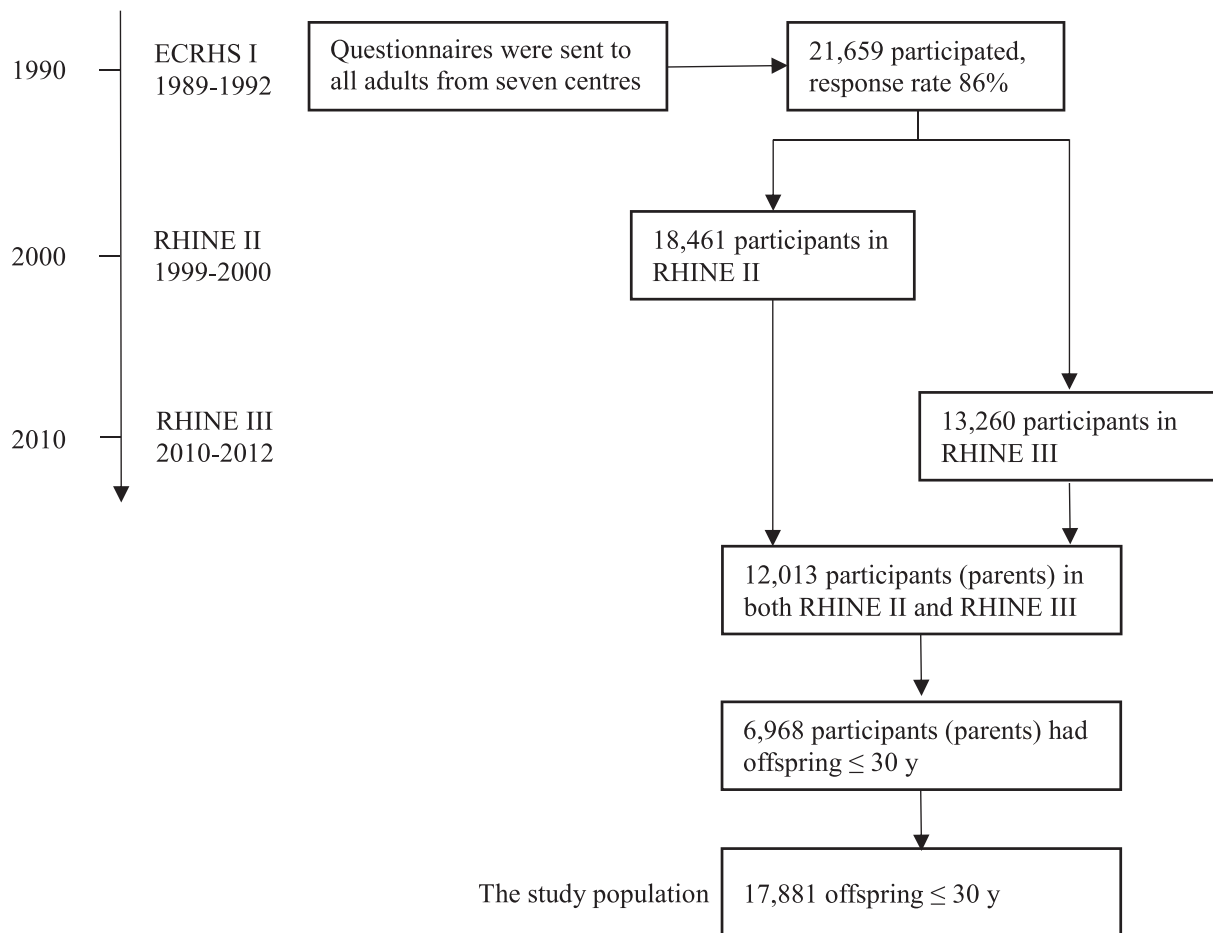 1990
ECRHS I
1989-1992
Questionnaires were sent to
all adults from seven centres
21,659 participated,
response rate 86%
2000
RHINE II
1999-2000
18,461 participants in
RHINE II
2010
RHINE III
2010-2012
13,260 participants in
RHINE III
12,013 participants (parents) in
both RHINE II and RHINE III
6,968 participants (parents) had
offspring ≤ 30 y
The study population
17,881 offspring ≤ 30 y